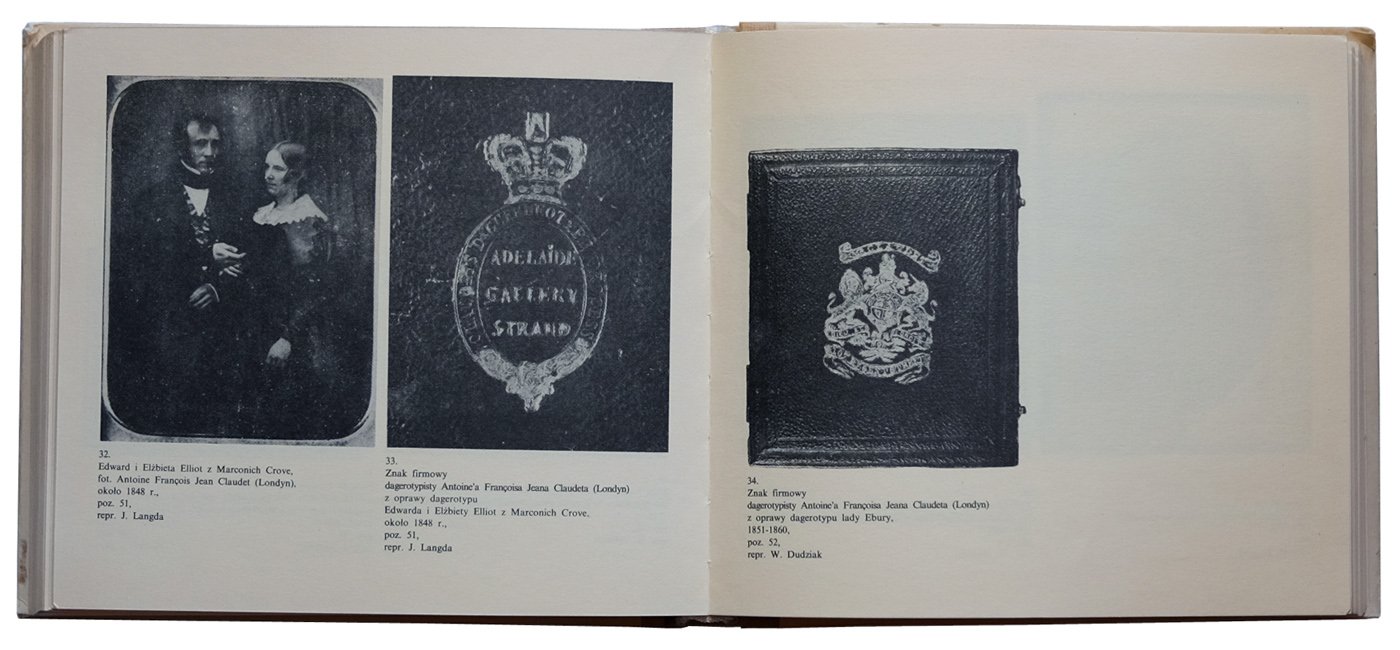 ADELAÏDE
GALLERY
STRAND
32.
Edward i Elżbieta Elliot z Marconich Crove,
fot. Antoine François Jean Claudet (Londyn),
około 1848 r.,
poz. 51,
repr. J. Langda
33.
Znak firmowy
dagerotypisty Antoine'a Françoisa Jeana Claudeta (Londyn)
z oprawy dagerotypu
Edwarda i Elżbiety Elliot z Marconich Crove,
około 1848 r.,
poz. 51,
repr. J. Langda
34.
Znak firmowy
dagerotypisty Antoine'a Françoisa Jeana Claudeta (Londyn)
z oprawy dagerotypu lady Ebury,
1851-1860,
poz. 52,
repr. W. Dudziak